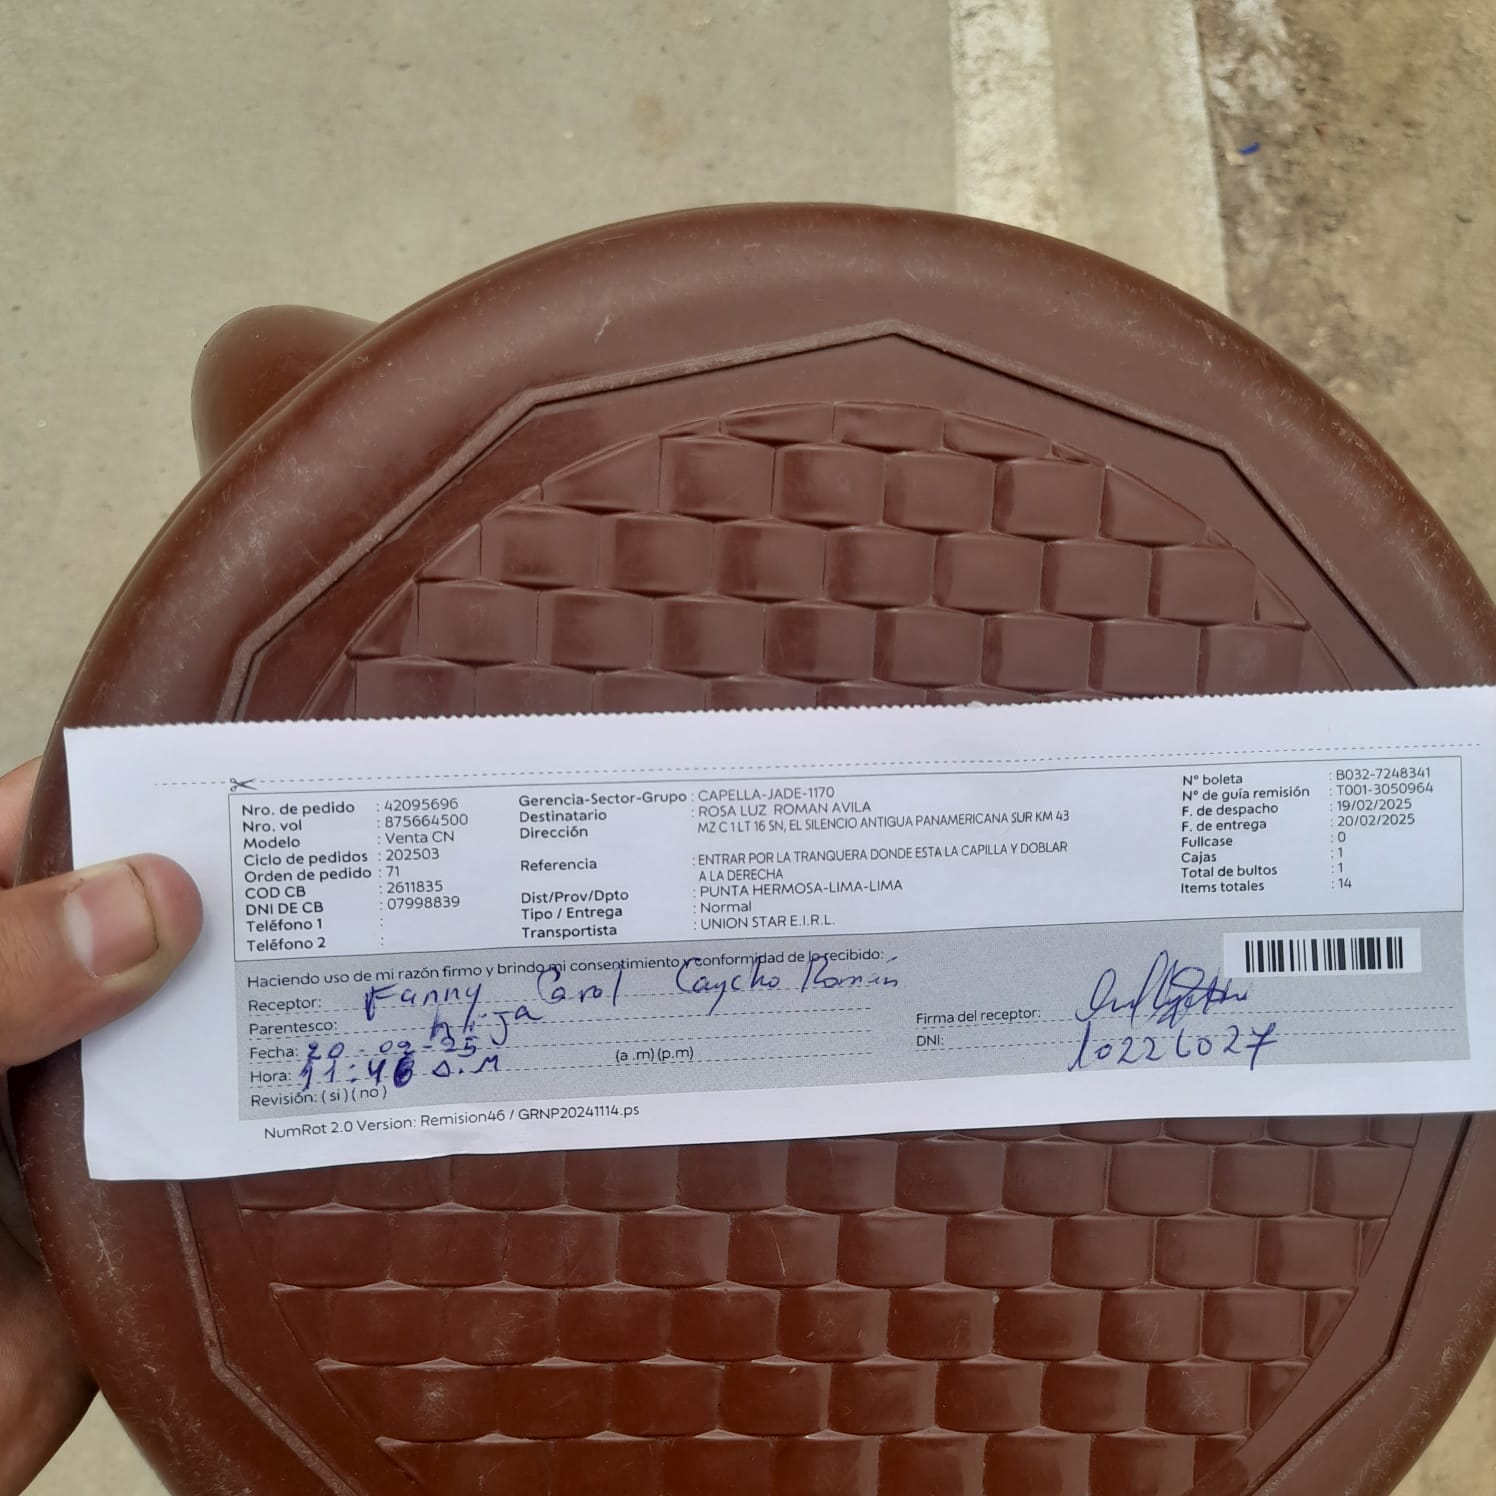 Nro. de pedido : 42095696
Nro. vol : 875664500
Modelo : Venta CN
Ciclo de pedidos : 202503
Orden de pedido : 71
COD CB : 2611835
DNI DE CB : 07998839
Teléfono 1 :
Teléfono 2 :
Gerencia-Sector-Grupo : CAPELLA-JADE-1170
Destinatario : ROSA LUZ ROMAN AVILA
Dirección MZ C 1 LT 16 SN, EL SILENCIO ANTIGUA PANAMERICANA SUR KM 43
Referencia : ENTRAR POR LA TRANQUERA DONDE ESTA LA CAPILLA Y DOBLAR
A LA DERECHA
Dist/Prov/Dpto : PUNTA HERMOSA-LIMA-LIMA
Tipo / Entrega : Normal
Transportista : UNION STAR E.I.R.L.
N° boleta : B032-7248341
N° de guía remisión : T001-3050964
F. de despacho : 19/02/2025
F. de entrega : 20/02/2025
Fullcase : 0
Cajas : 1
Total de bultos : 1
Items totales : 14
Haciendo uso de mi razón firmo y brindo mi consentimiento y conformidad de lo recibido:
Receptor: Fanny Carol Caycho Roman
Parentesco: hija
Fecha: 20-02-25
Hora: 11:46 a.M (a .m) (p.m)
Revisión: ( si ) ( no )
Firma del receptor:
DNI: 10226027
NumRot 2.0 Version: Remision46 / GRNP20241114.ps